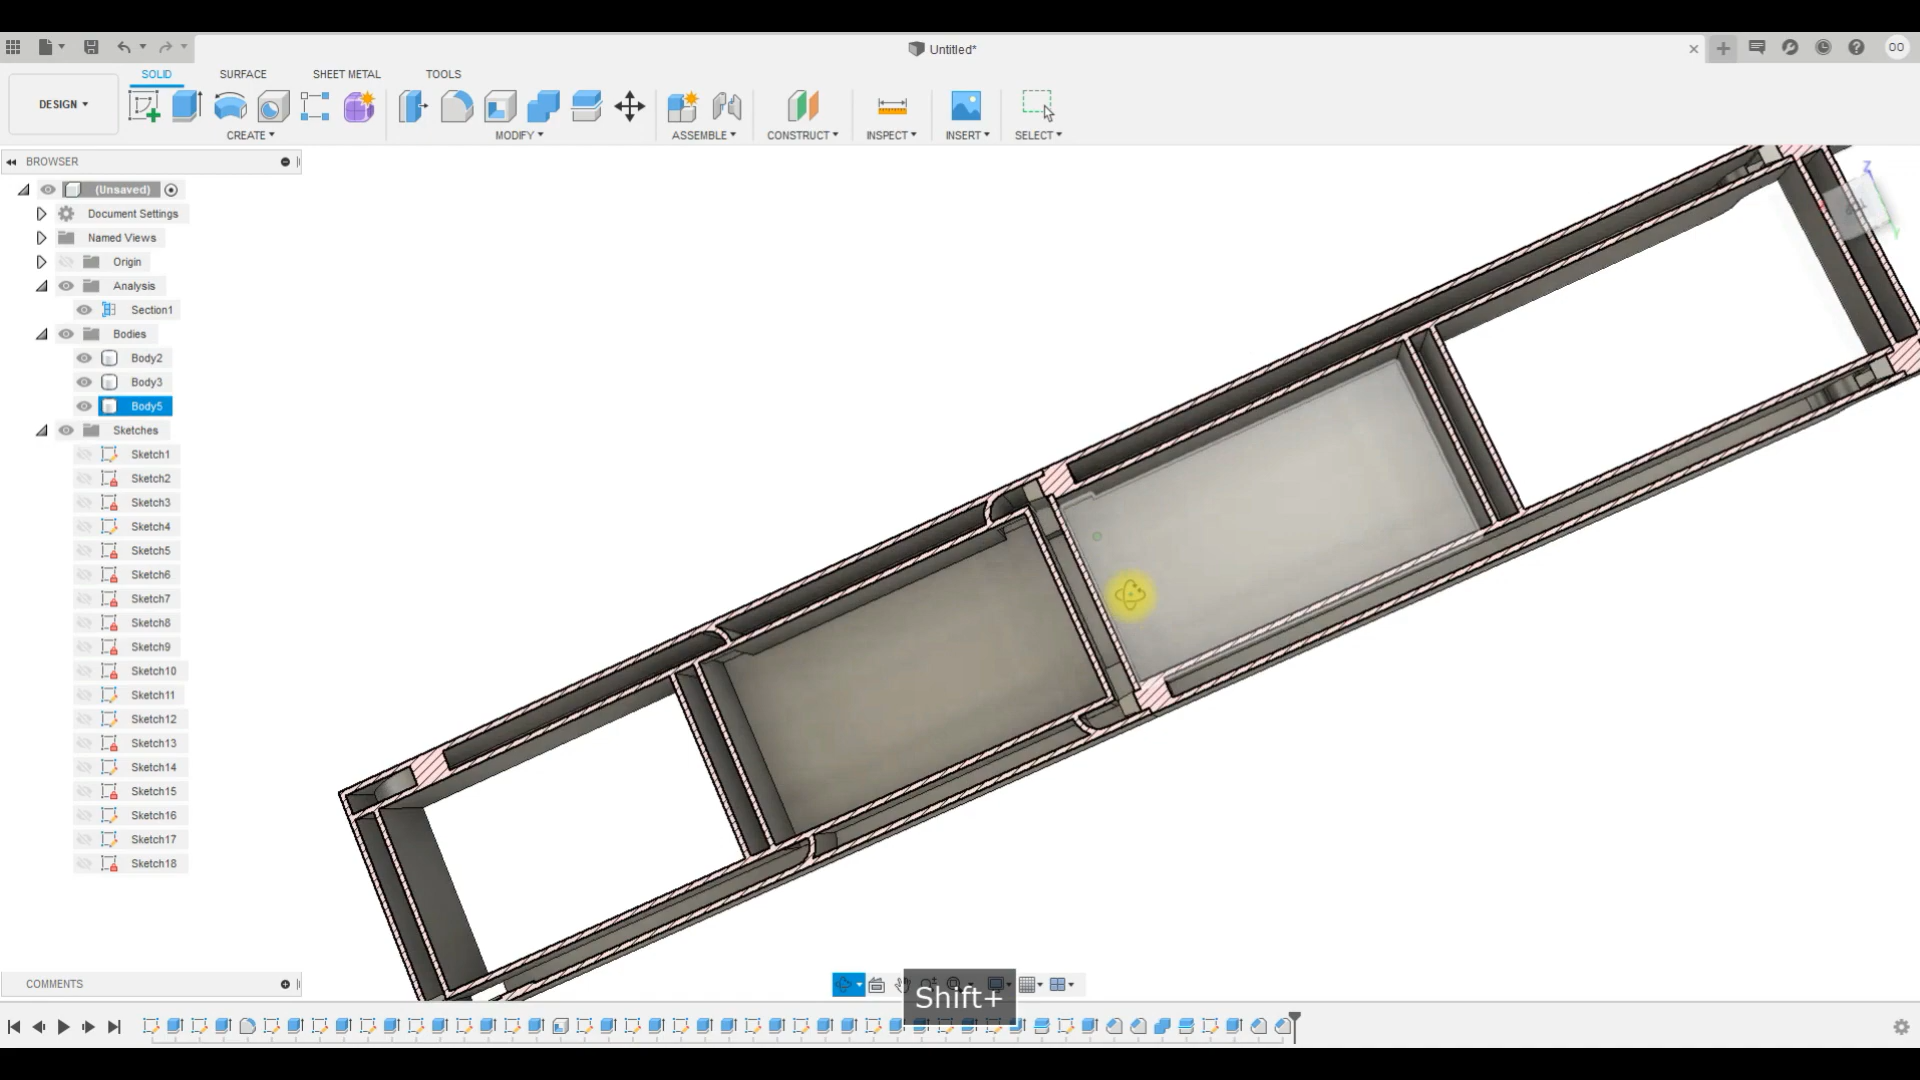 Untitled*
OO
SOLID
SURFACE
SHEET METAL
TOOLS
DESIGN
CREATE
MODIFY
ASSEMBLE
CONSTRUCT
INSPECT
INSERT
SELECT
BROWSER
(Unsaved)
Document Settings
Named Views
Origin
Analysis
Section1
Bodies
Body2
Body3
Body5
Sketches
Sketch1
Sketch2
Sketch3
Sketch4
Sketch5
Sketch6
Sketch7
Sketch8
Sketch9
Sketch10
Sketch11
Sketch12
Sketch13
Sketch14
Sketch15
Sketch16
Sketch17
Sketch18
Z
Y
COMMENTS
Shift+